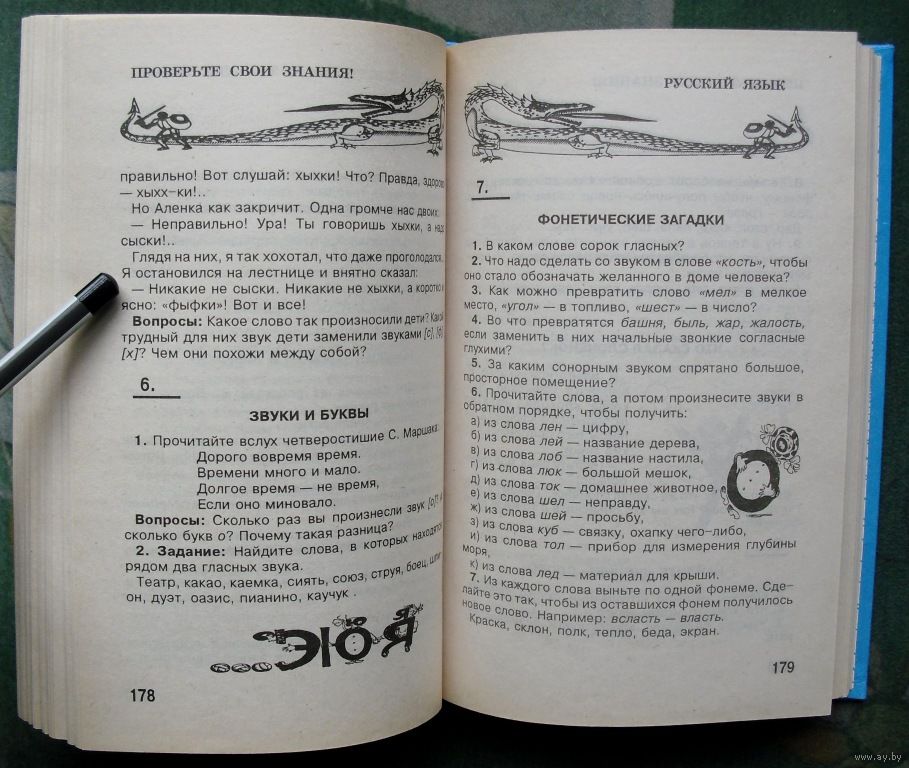 ПРОВЕРЬТЕ СВОИ ЗНАНИЯ!
правильно! Вот слушай: хыхки! Что? Правда, здоро
— хыхх-ки!..
Но Аленка как закричит. Одна громче нас двоих:
— Неправильно! Ура! Ты говоришь хыхки, а надо
сыски!..
Глядя на них, я так хохотал, что даже проголодался.
Я остановился на лестнице и внятно сказал:
— Никакие не сыски. Никакие не хыхки, а коротко и
ясно: «фыфки»! Вот и все!
Вопросы: Какое слово так произносили дети? Какой
трудный для них звук дети заменили звуками [с], [ф],
[х]? Чем они похожи между собой?
6.
ЗВУКИ И БУКВЫ
1. Прочитайте вслух четверостишие С. Маршака.
Дорого вовремя время.
Времени много и мало.
Долгое время — не время,
Если оно миновало.
Вопросы: Сколько раз вы произнесли звук [о]? А
сколько букв о? Почему такая разница?
2. Задание: Найдите слова, в которых находятся
рядом два гласных звука.
Театр, какао, каемка, сиять, союз, струя, боец, шпи-
он, дуэт, оазис, пианино, каучук .
...ЭЮЯ
178
РУССКИЙ ЯЗЫК
7.
ФОНЕТИЧЕСКИЕ ЗАГАДКИ
1. В каком слове сорок гласных?
2. Что надо сделать со звуком в слове «кость», чтобы
оно стало обозначать желанного в доме человека?
3. Как можно превратить слово «мел» в мелкое
место, «угол» — в топливо, «шест» — в число?
4. Во что превратятся башня, быль, жар, жалость,
если заменить в них начальные звонкие согласные
глухими?
5. За каким сонорным звуком спрятано большое,
просторное помещение?
6. Прочитайте слова, а потом произнесите звуки в
обратном порядке, чтобы получить:
а) из слова лен — цифру,
б) из слова лей — название дерева,
в) из слова лоб — название настила,
г) из слова люк — большой мешок,
д) из слова ток — домашнее животное,
е) из слова шел — неправду,
ж) из слова шей — просьбу,
з) из слова куб — связку, охапку чего-либо,
и) из слова тол — прибор для измерения глубины
моря,
к) из слова лед — материал для крыши.
7. Из каждого слова выньте по одной фонеме. Сде-
лайте это так, чтобы из оставшихся фонем получилось
новое слово. Например: всласть — власть.
Краска, склон, полк, тепло, беда, экран.
179
www.ay.by